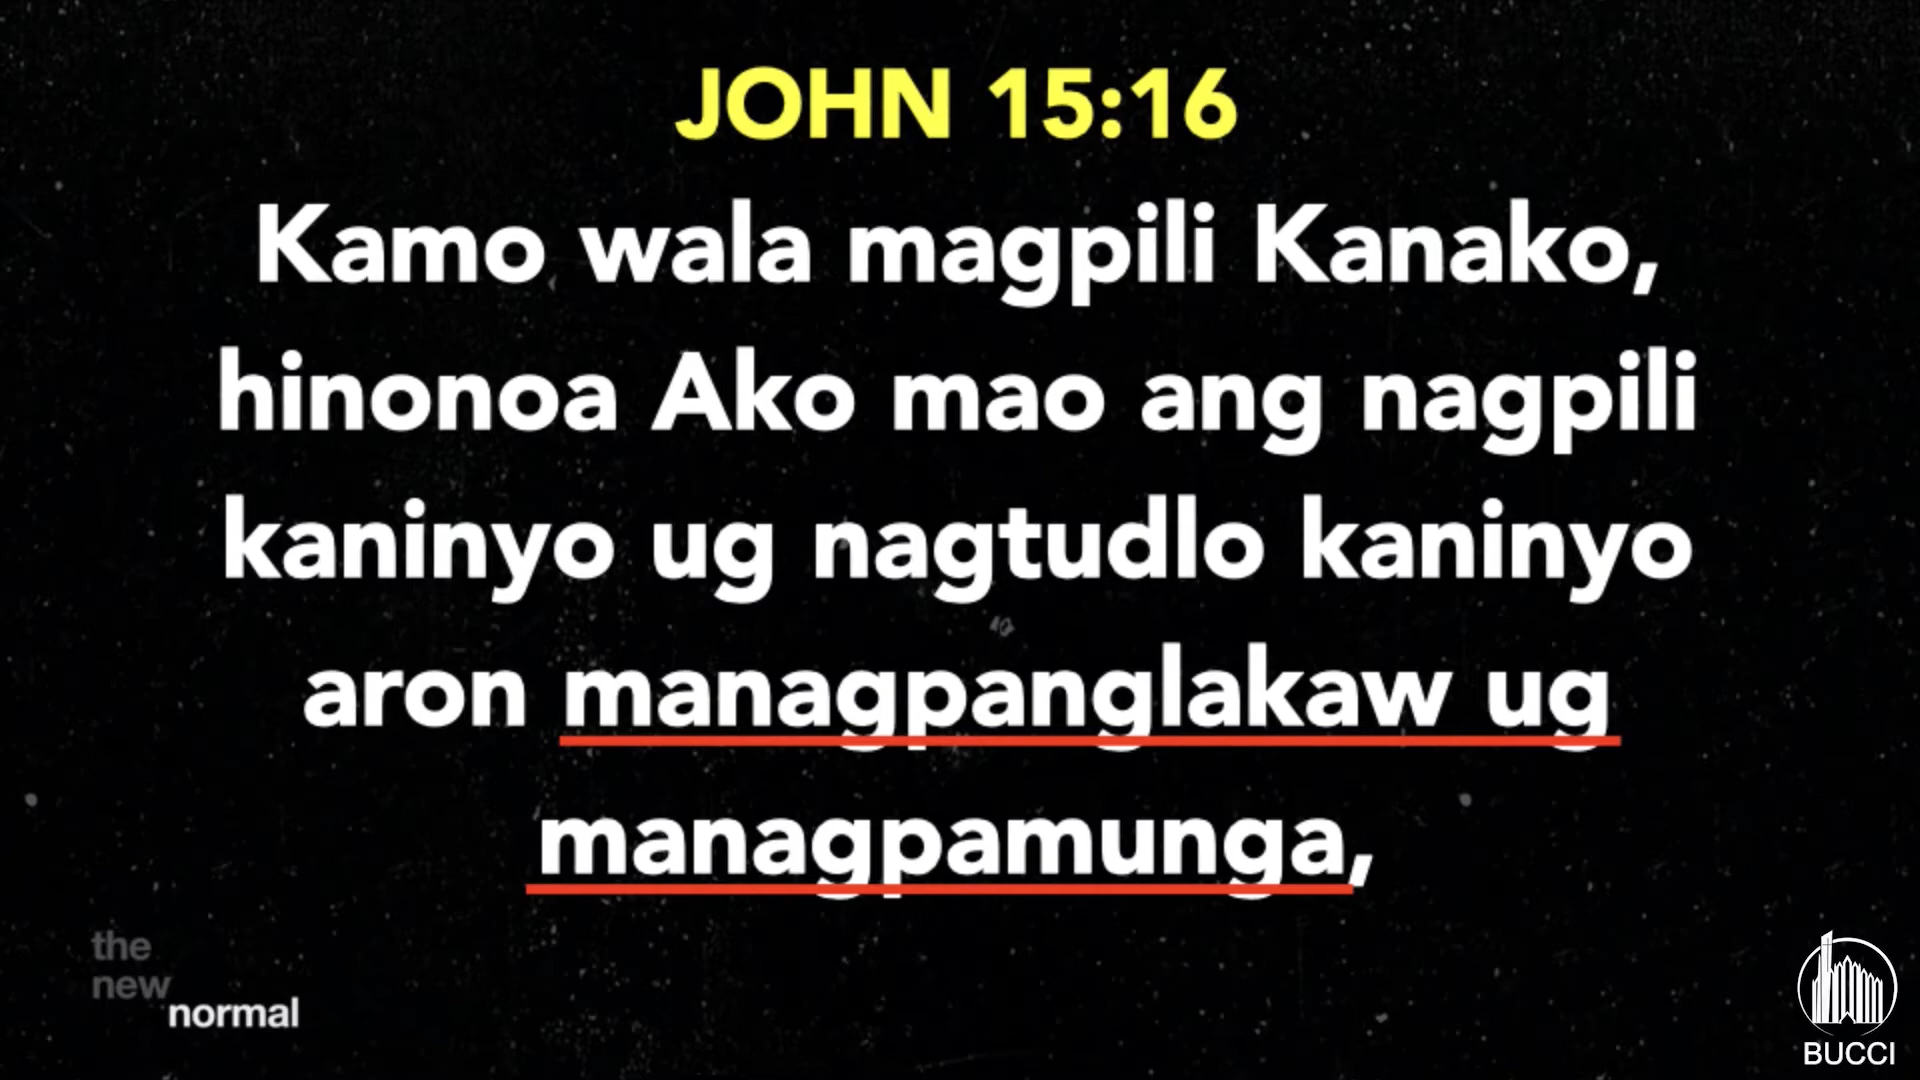 JOHN 15:16
Kamo wala magpili Kanako,
hinonoa Ako mao ang nagpili
kaninyo ug nagtudlo kaninyo
aron managpanglakaw ug
managpamunga,
the
new
normal
BUCCI